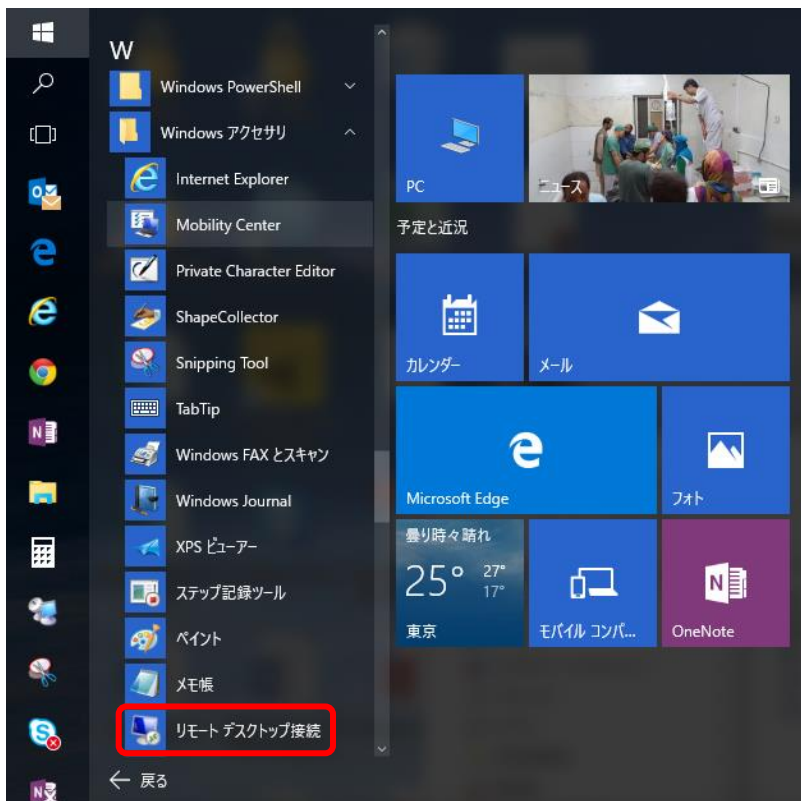 W
Windows PowerShell
Windows アクセサリ
Internet Explorer
Mobility Center
Private Character Editor
ShapeCollector
Snipping Tool
TabTip
Windows FAX とスキャン
Windows Journal
XPS ビューアー
ステップ記録ツール
ペイント
メモ帳
リモート デスクトップ接続
戻る
PC
ニュース
予定と近況
カレンダー
メール
Microsoft Edge
フォト
曇り時々晴れ
25° 27°
17°
東京
モバイル コンパ...
OneNote